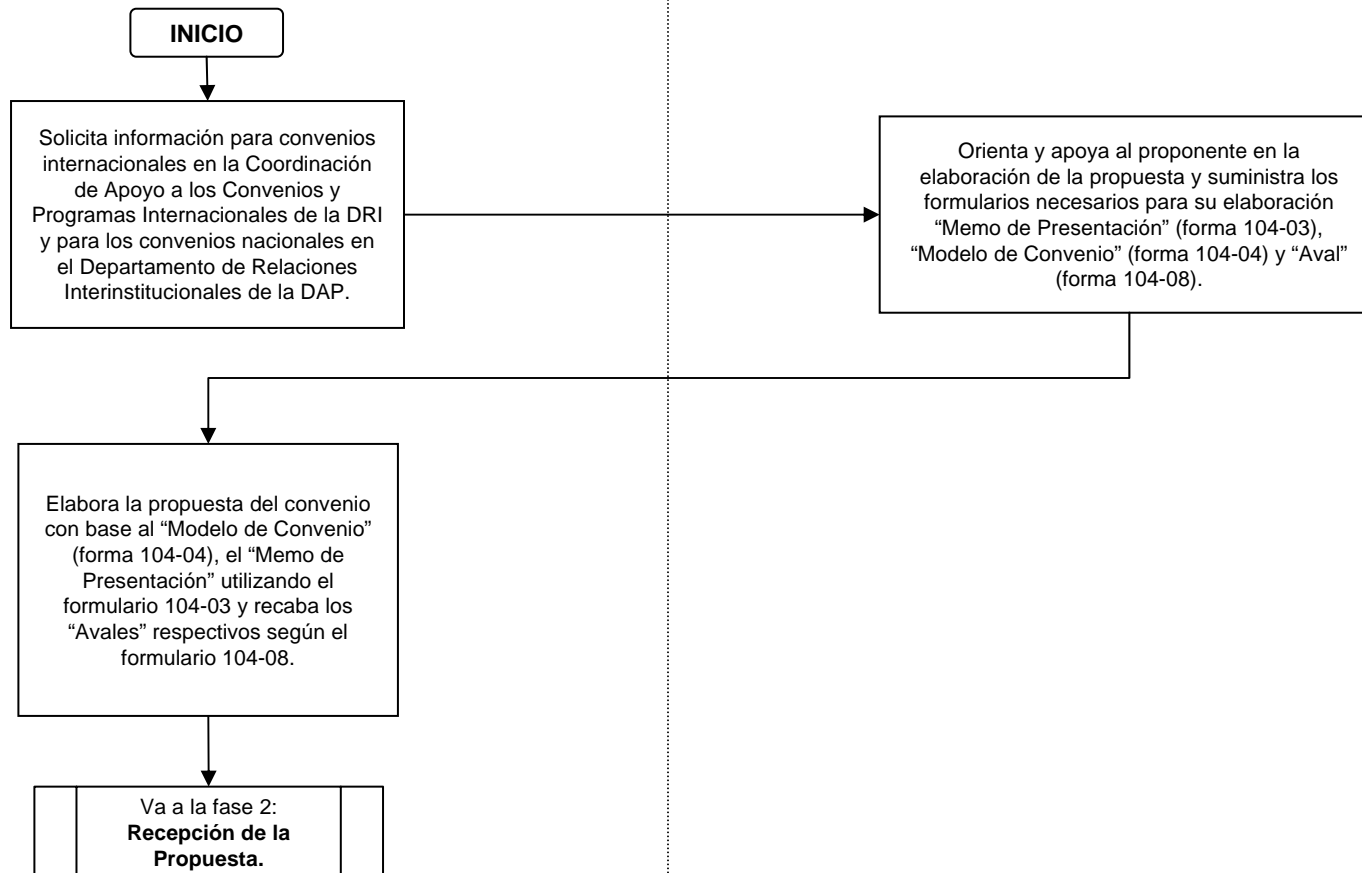 INICIO
Solicita información para convenios
internacionales en la Coordinación
de Apoyo a los Convenios y
Programas Internacionales de la DRI
y para los convenios nacionales en
el Departamento de Relaciones
Interinstitucionales de la DAP.
Orienta y apoya al proponente en la
elaboración de la propuesta y suministra los
formularios necesarios para su elaboración
“Memo de Presentación” (forma 104-03),
“Modelo de Convenio” (forma 104-04) y “Aval”
(forma 104-08).
Elabora la propuesta del convenio
con base al “Modelo de Convenio”
(forma 104-04), el “Memo de
Presentación” utilizando el
formulario 104-03 y recaba los
“Avales” respectivos según el
formulario 104-08.
Va a la fase 2:
Recepción de la
Propuesta.